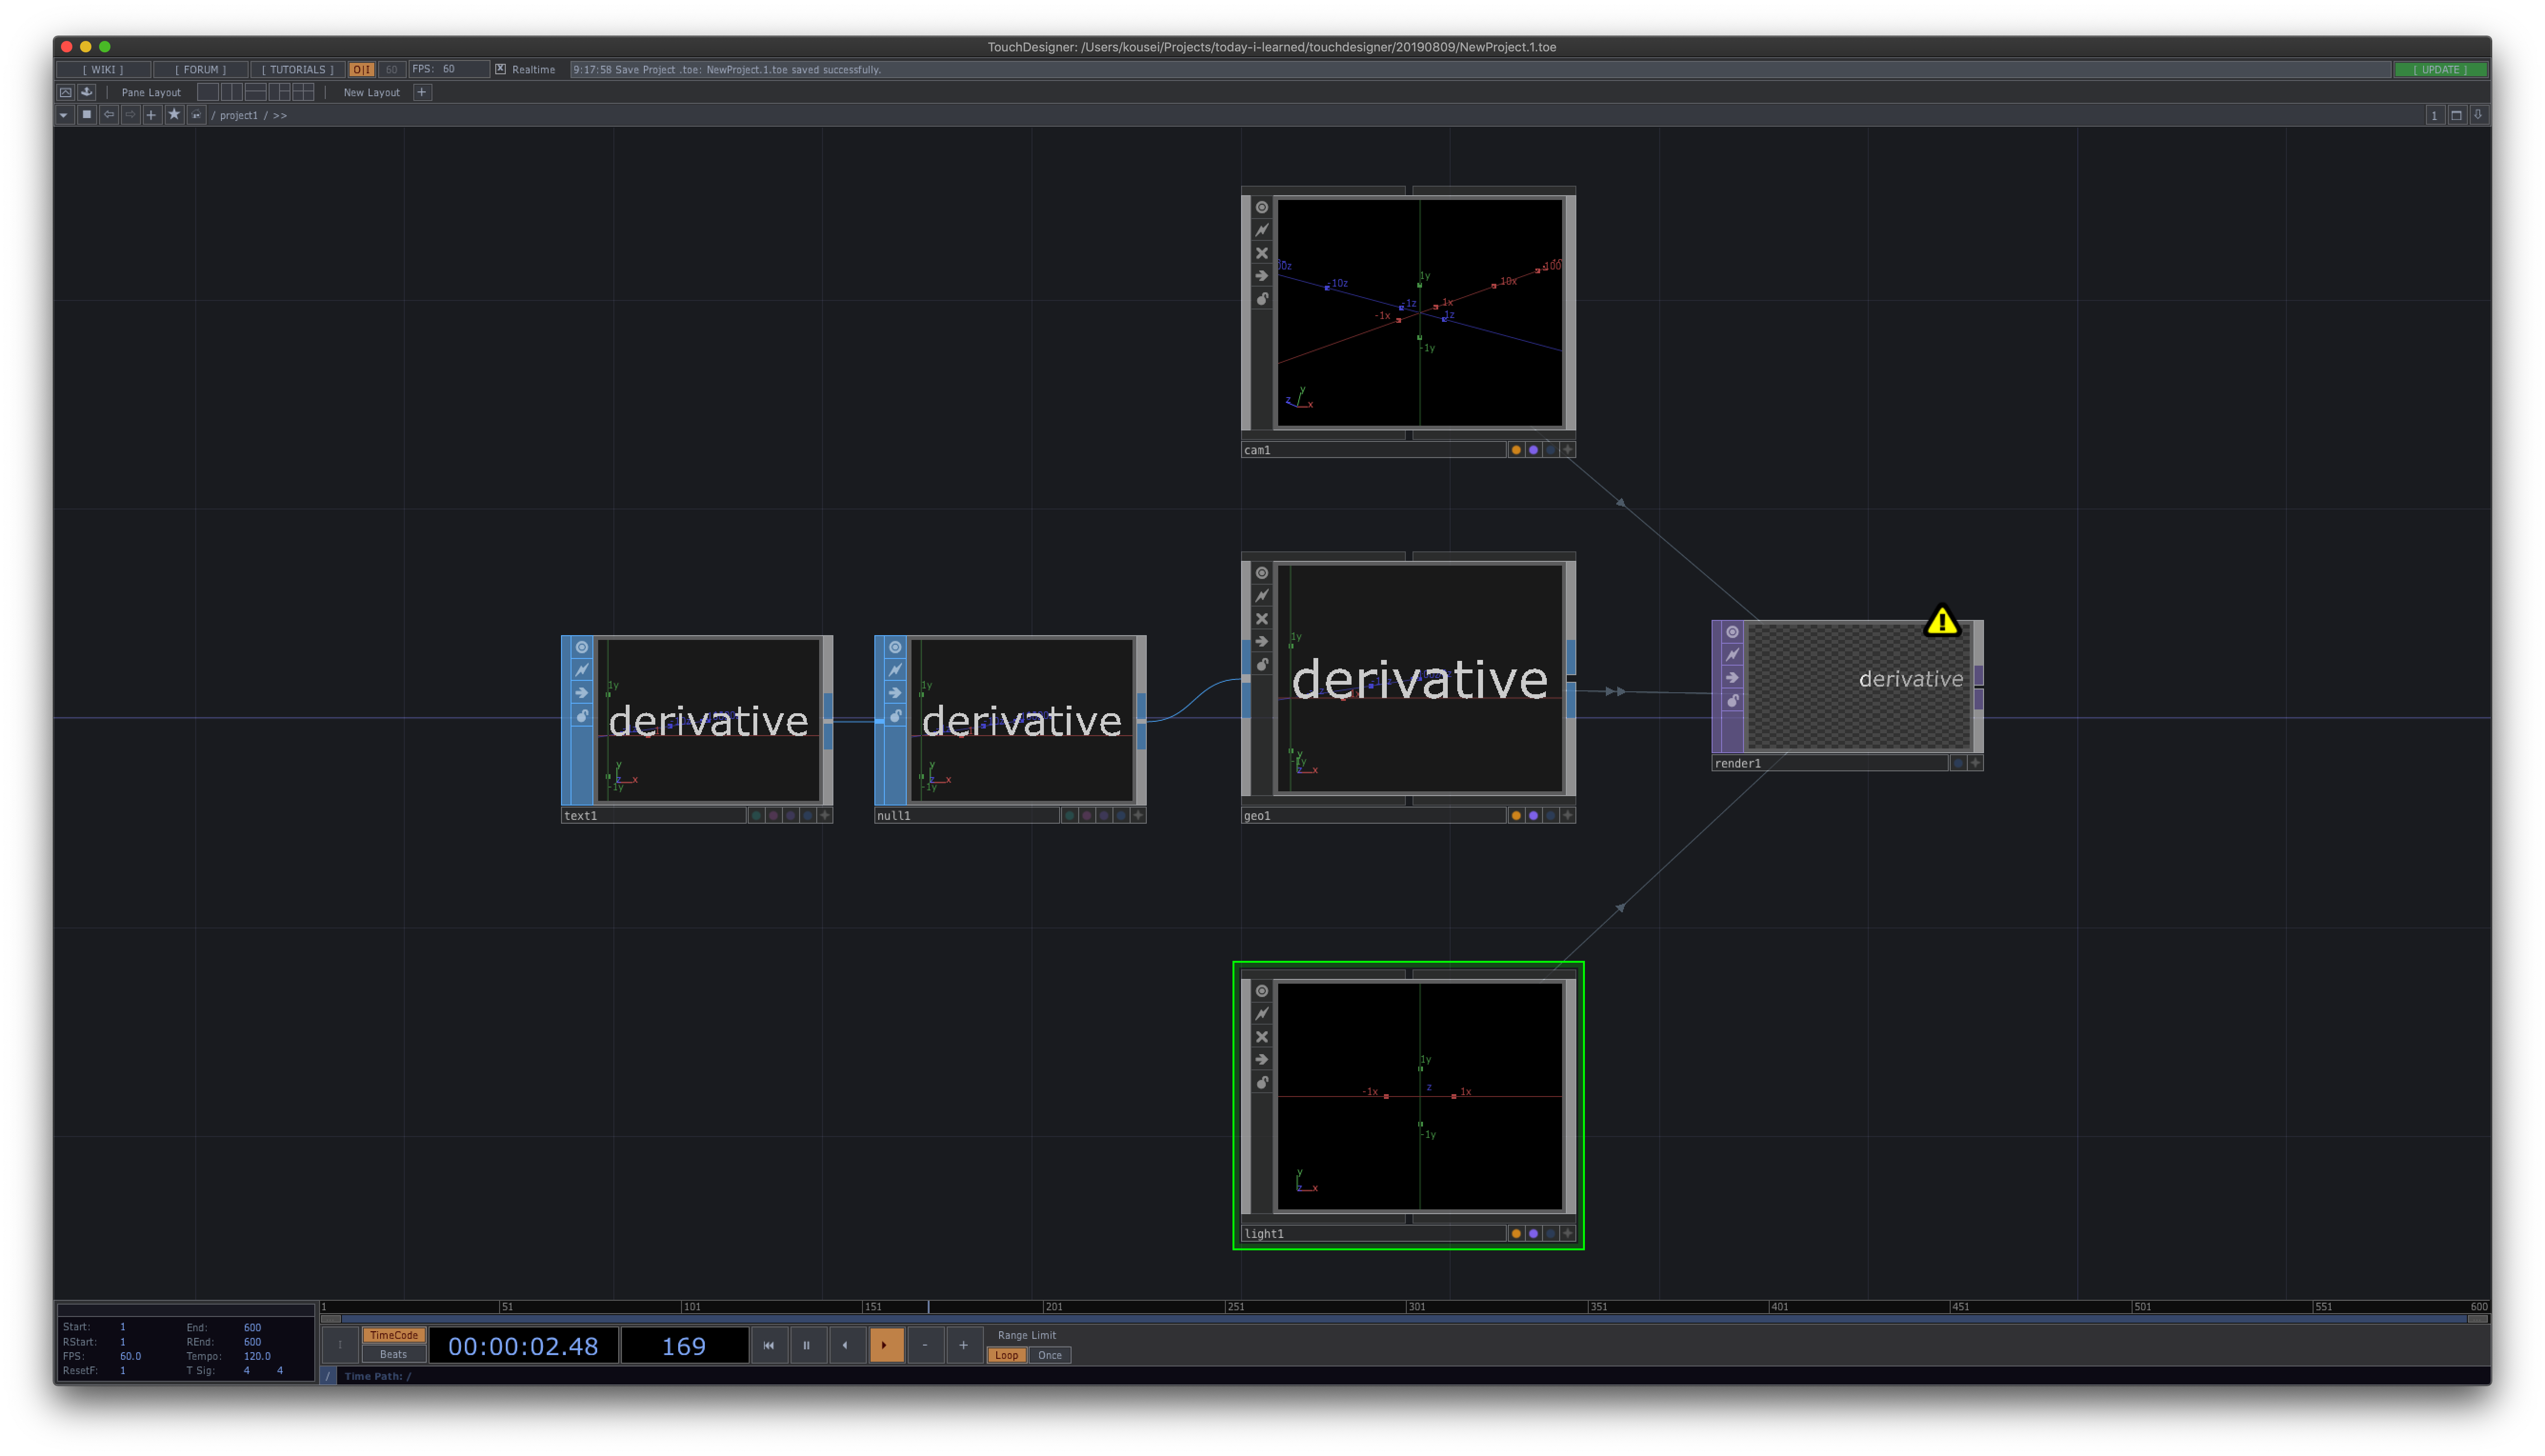 TouchDesigner: /Users/kousei/Projects/today-i-learned/touchdesigner/20190809/NewProject.1.toe
[ WIKI ] [ FORUM ] [ TUTORIALS ] O|I 60 FPS: 60 Realtime 9:17:58 Save Project .toe: NewProject.1.toe saved successfully. [ UPDATE ]
Pane Layout New Layout +
/ project1 / >> 1
-10z 10x
1y
-1z 1x
-1x 1z
-1y
y
z x
cam1
1y
derivative
-1y
y
z x
geo1
1y
derivative
y
z x
-1y
text1
1y
derivative
y
z x
-1y
null1
derivative
render1
1y
z
-1x 1x
-1y
y
z x
light1
1 51 101 151 201 251 301 351 401 451 501 551 600
Start: 1 End: 600
RStart: 1 REnd: 600
FPS: 60.0 Tempo: 120.0
ResetF: 1 T Sig: 4 4
TimeCode
Beats
00:00:02.48 169
- +
Range Limit
Loop Once
/ Time Path: /